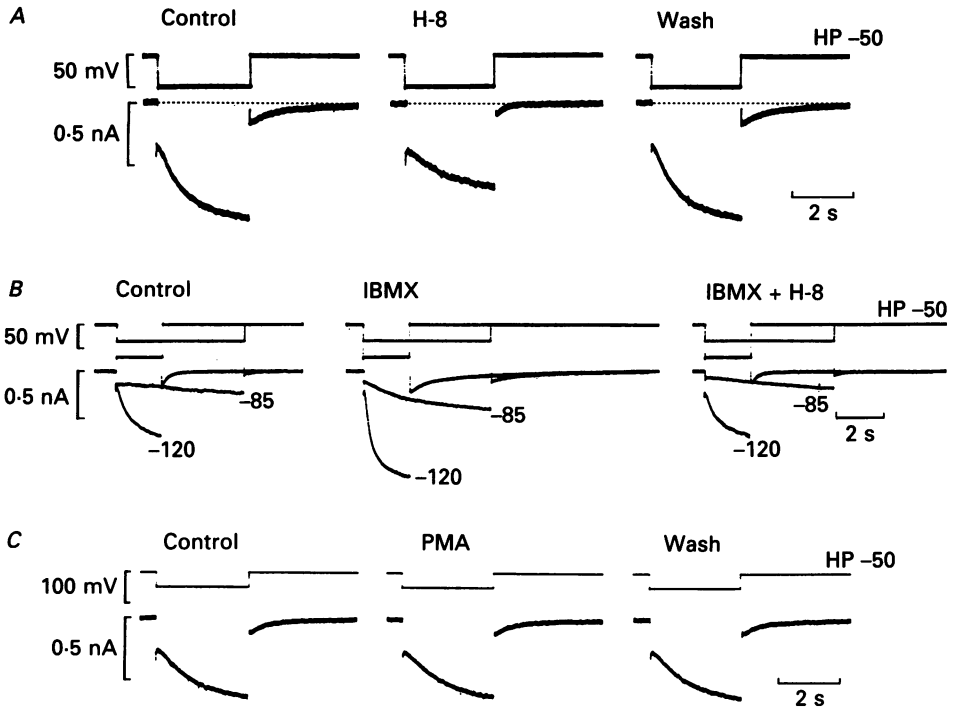 A
Control
H-8
Wash
HP –50
50 mV
0·5 nA
2 s
B
Control
IBMX
IBMX + H-8
HP –50
50 mV
0·5 nA
–85
–120
–85
–120
–85
–120
2 s
C
Control
PMA
Wash
HP –50
100 mV
0·5 nA
2 s